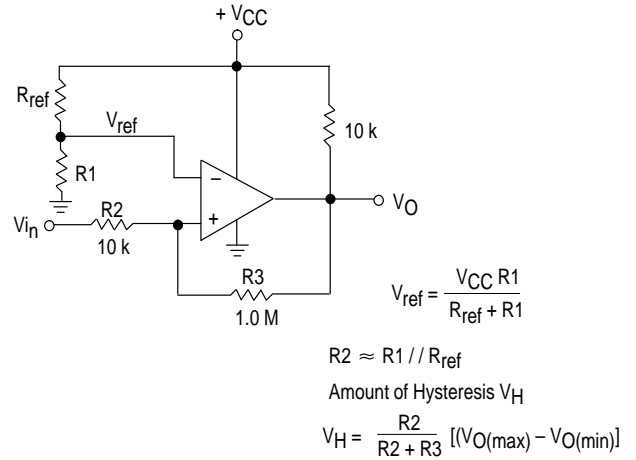 + VCC
Rref
Vref
10 k
R1
–
VO
Vin
R2
+
10 k
R3
1.0 M
Vref = VCC R1 / Rref + R1
R2 ≈ R1 // Rref
Amount of Hysteresis VH
VH = R2 / R2 + R3 [(VO(max) – VO(min)]